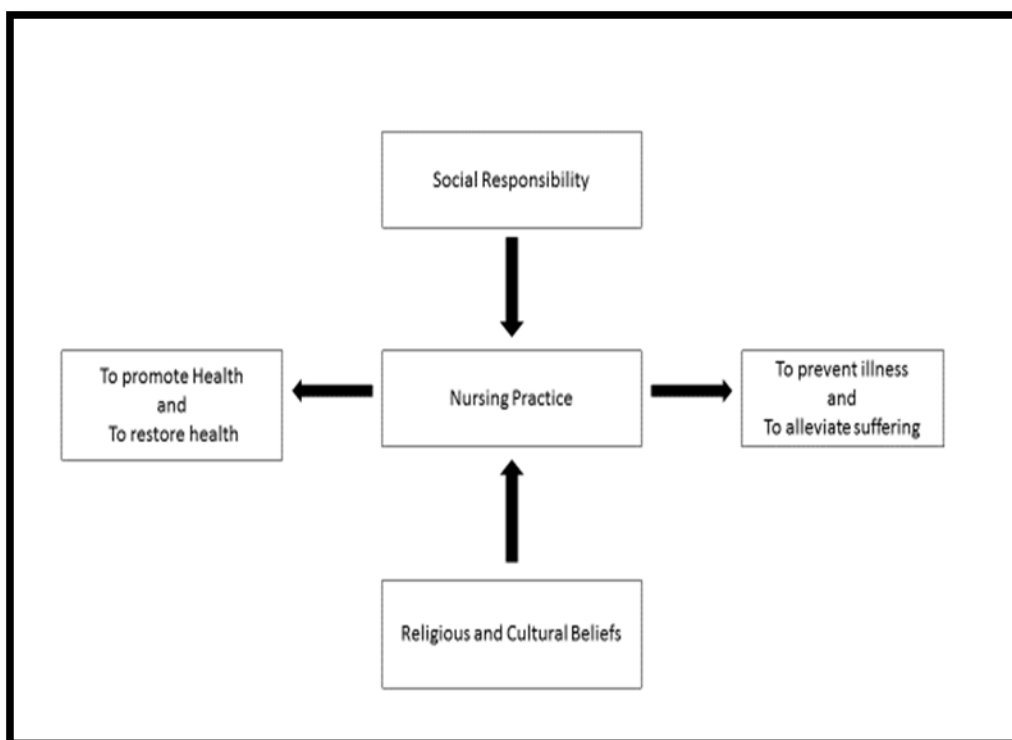 Social Responsibility
To promote Health
and
To restore health
Nursing Practice
To prevent illness
and
To alleviate suffering
Religious and Cultural Beliefs